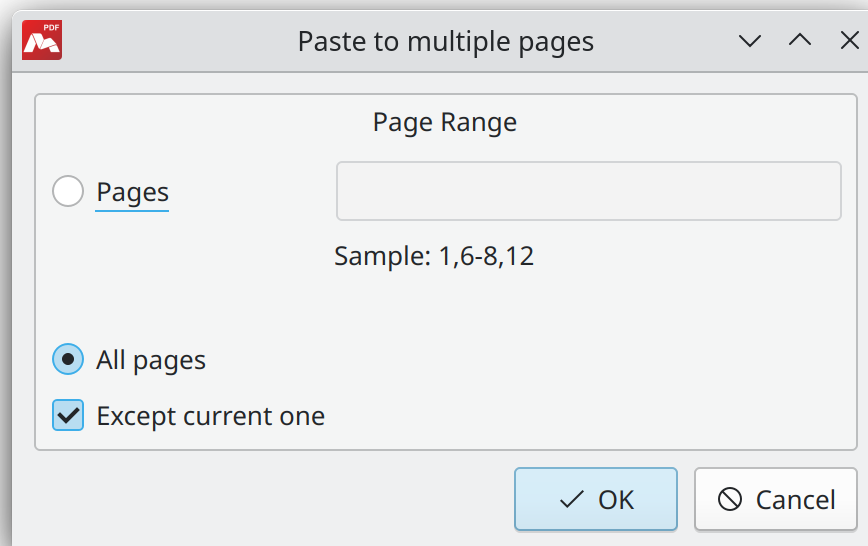 PDF
Paste to multiple pages
Page Range
Pages
Sample: 1,6-8,12
All pages
Except current one
OK
Cancel